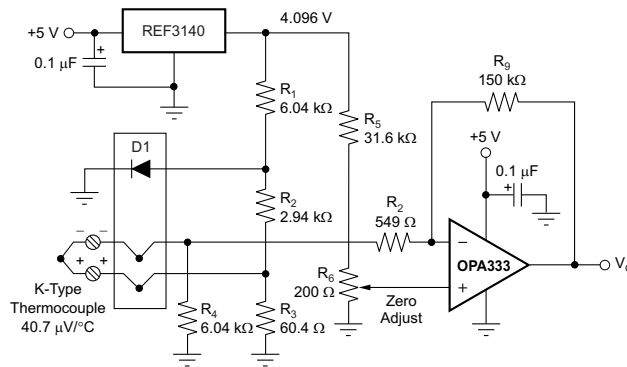 4.096 V
+5 V
REF3140
+
0.1 μF
R1
6.04 kΩ
R5
31.6 kΩ
R9
150 kΩ
+5 V
0.1 μF
+
D1
R2
2.94 kΩ
R2
549 Ω
− −
+ +
K-Type
Thermocouple
40.7 μV/°C
R4
6.04 kΩ
R3
60.4 Ω
R6
200 Ω
Zero
Adjust
−
OPA333
+